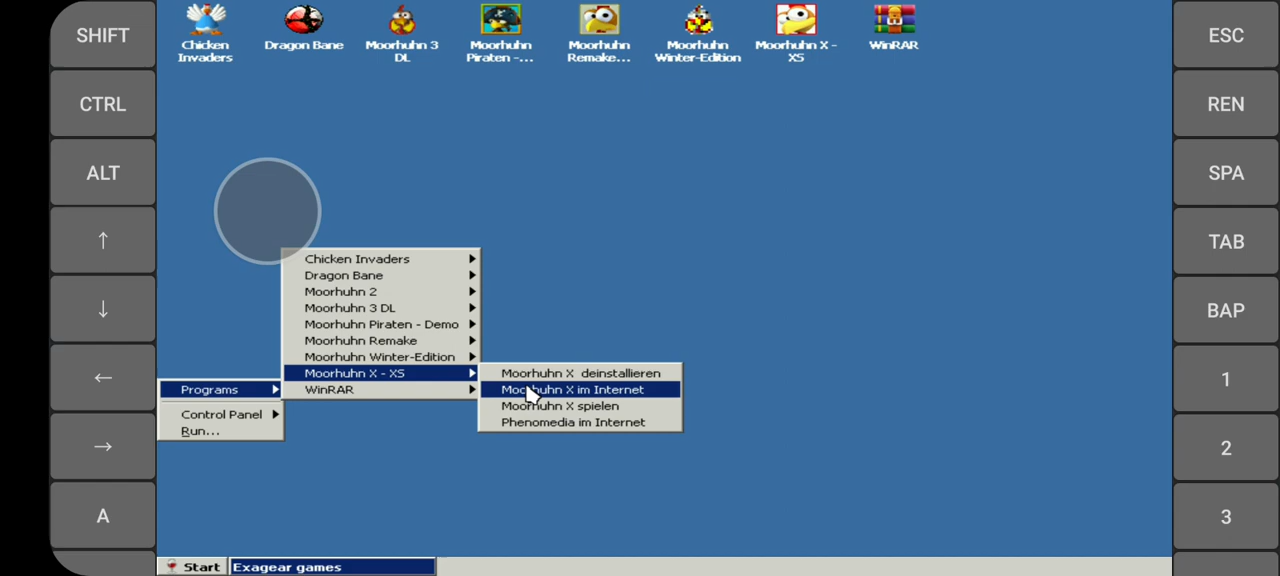 SHIFT
CTRL
ALT
↑
↓
←
→
A
Chicken
Invaders
Dragon Bane
Moorhuhn 3
DL
Moorhuhn
Piraten -...
Moorhuhn
Remake...
Moorhuhn
Winter-Edition
Moorhuhn X -
XS
WinRAR
Chicken Invaders
Dragon Bane
Moorhuhn 2
Moorhuhn 3 DL
Moorhuhn Piraten - Demo
Moorhuhn Remake
Moorhuhn Winter-Edition
Moorhuhn X - XS
WinRAR
Moorhuhn X deinstallieren
Moorhuhn X im Internet
Moorhuhn X spielen
Phenomedia im Internet
Programs
Control Panel
Run...
Start
Exagear games
ESC
REN
SPA
TAB
BAP
1
2
3